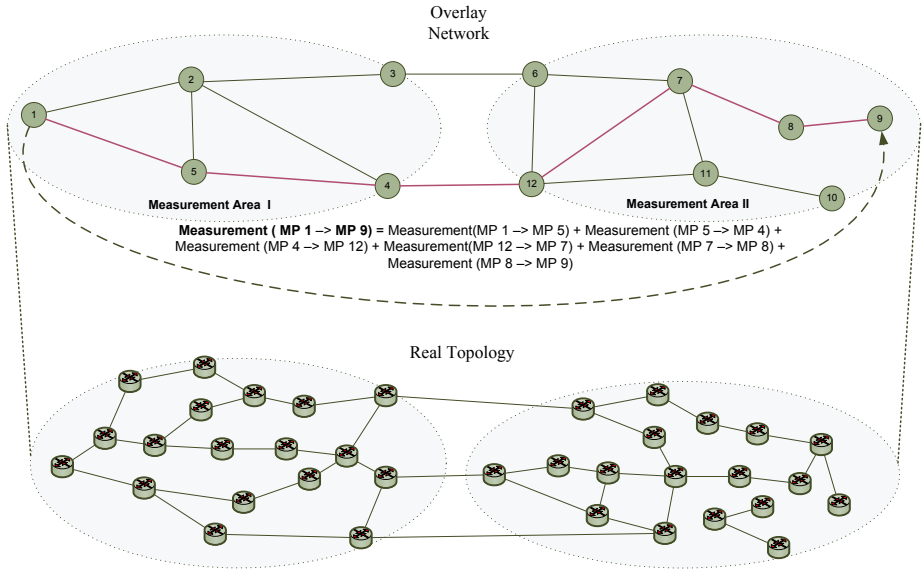 Overlay
Network
3
6
2
7
1
9
8
5
11
4
12
10
Measurement Area I
Measurement Area II
Measurement ( MP 1 –> MP 9) = Measurement(MP 1 –> MP 5) + Measurement (MP 5 –> MP 4) +
Measurement (MP 4 –> MP 12) + Measurement(MP 12 –> MP 7) + Measurement (MP 7 –> MP 8) +
Measurement (MP 8 –> MP 9)
Real Topology